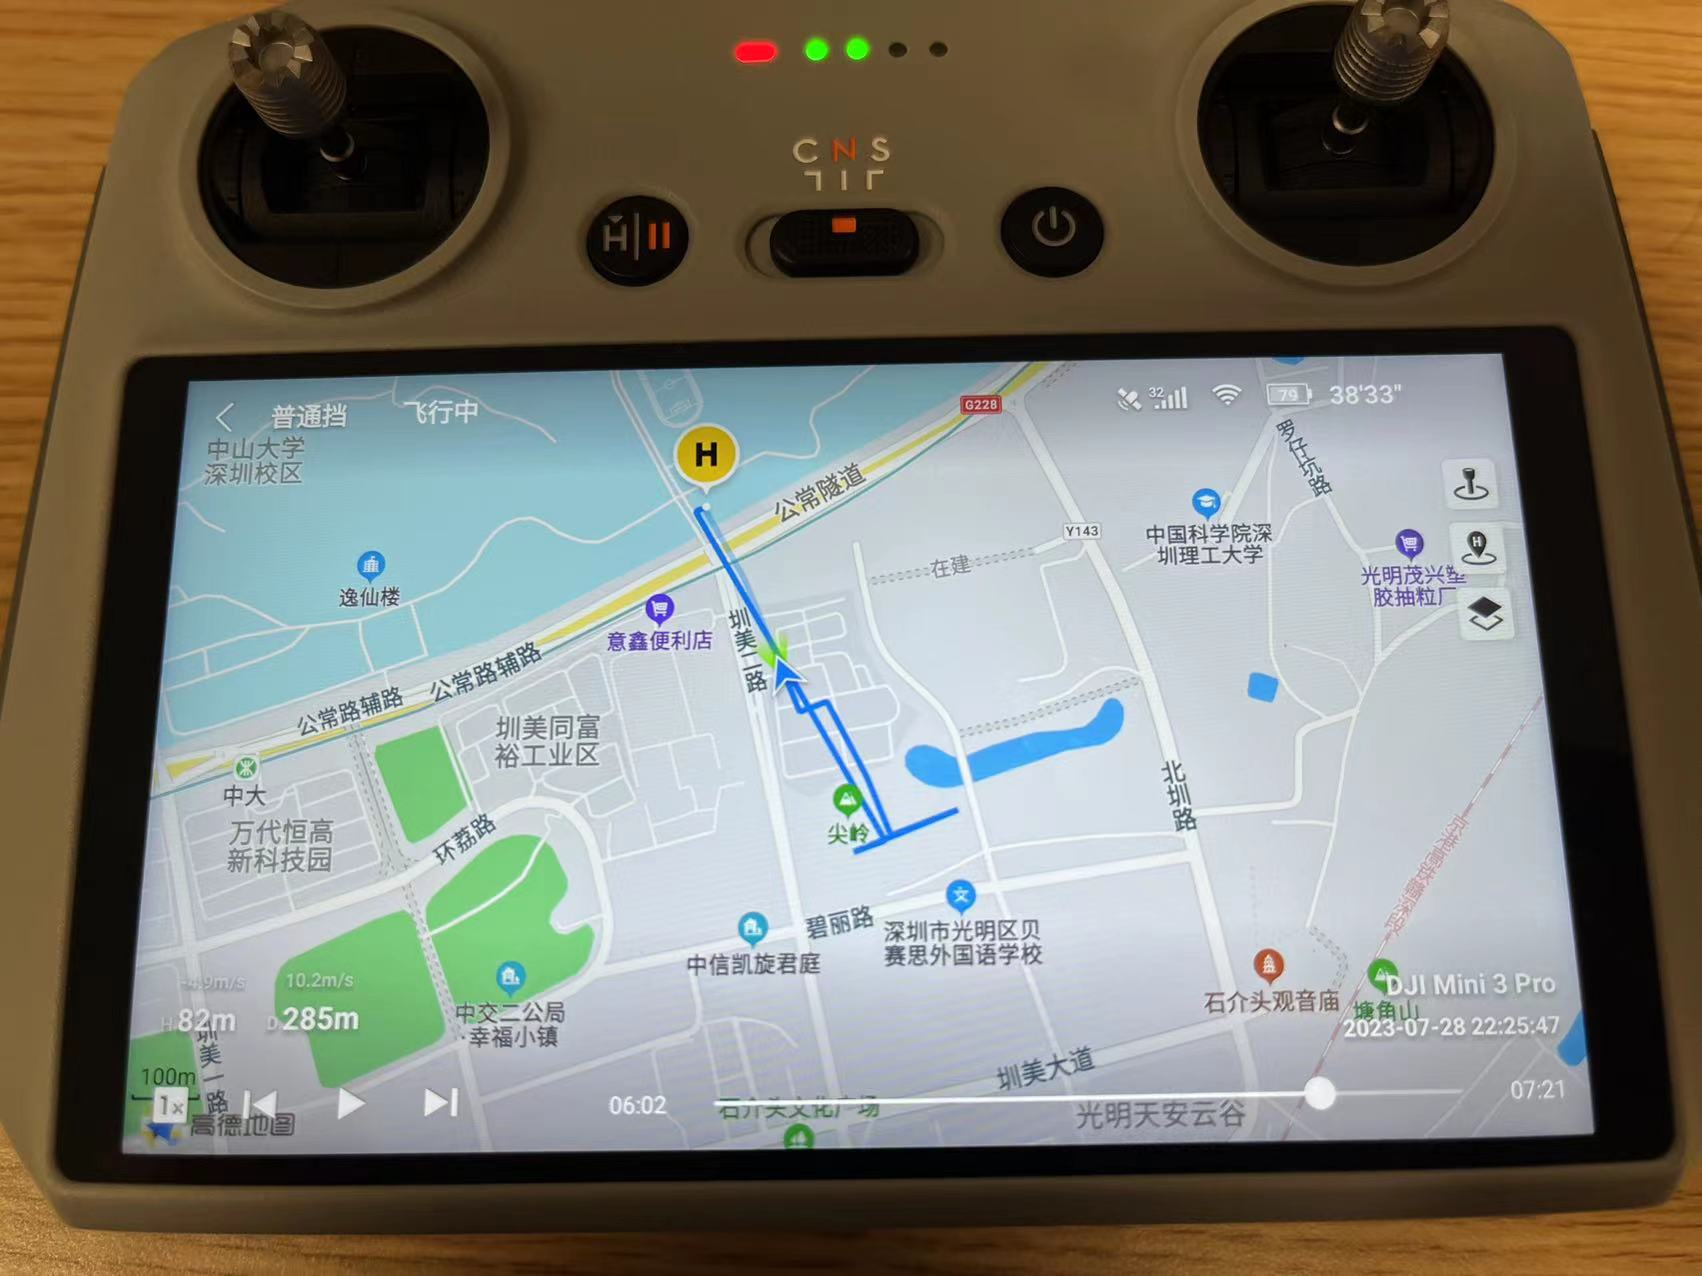 C N S
H
普通挡
飞行中
32
79
38'33"
中山大学
深圳校区
H
G228
公常隧道
罗仔坑路
Y143
中国科学院深
圳理工大学
H
光明茂兴塑
胶抽粒厂
在建
逸仙楼
意鑫便利店
圳美二路
公常路辅路
公常路辅路
圳美同富
裕工业区
中大
万代恒高
新科技园
环荔路
尖岭
北圳路
碧丽路
文
深圳市光明区贝
赛思外国语学校
中信凯旋君庭
中交二公局
·幸福小镇
石介头观音庙
塘角山
DJI Mini 3 Pro
2023-07-28 22:25:47
-4.9m/s
10.2m/s
H 82m
D 285m
圳美一路
圳美大道
100m
1x
06:02
07:21
石介头文化广场
光明天安云谷
高德地图